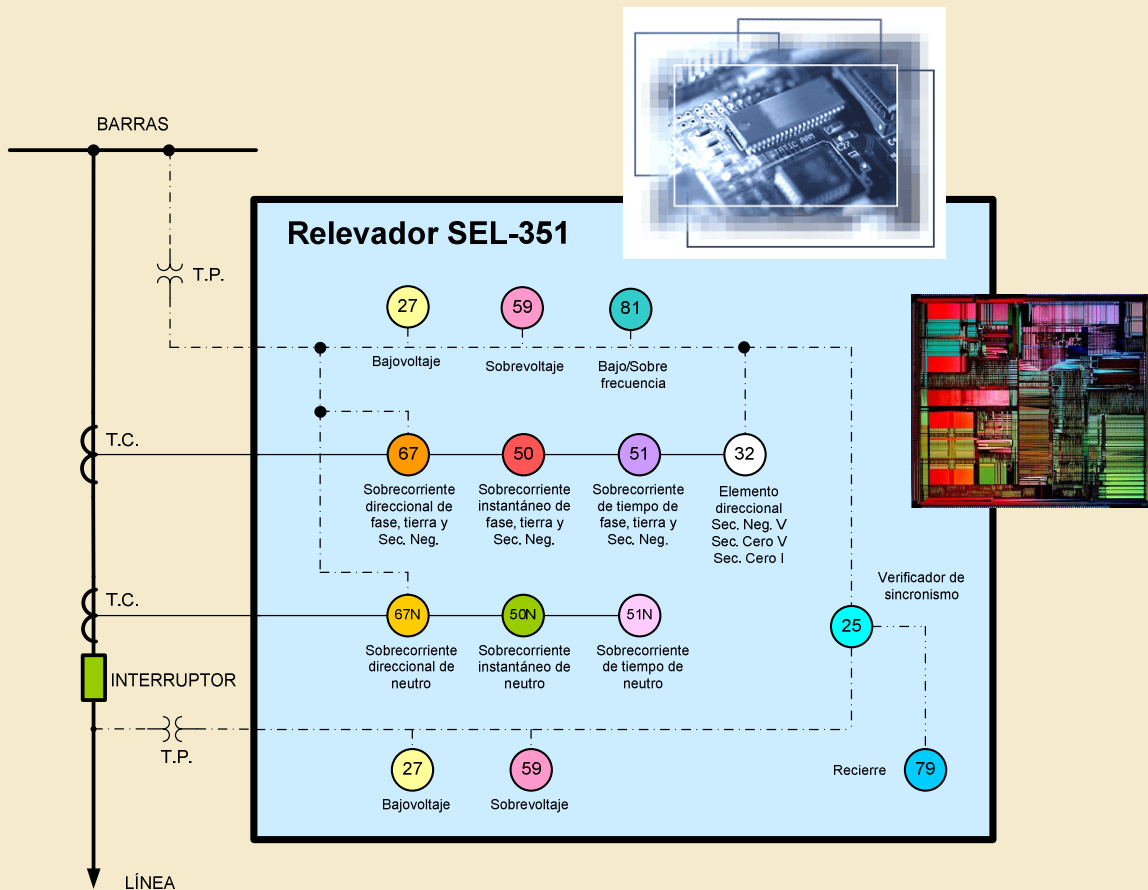 BARRAS
STATIC RAM
Relevador SEL-351
T.P.
27
59
81
Bajovoltaje
Sobrevoltaje
Bajo/Sobre
frecuencia
T.C.
67
50
51
32
Sobrecorriente
direccional de
fase, tierra y
Sec. Neg.
Sobrecorriente
instantáneo de
fase, tierra y
Sec. Neg.
Sobrecorriente
de tiempo de
fase, tierra y
Sec. Neg.
Elemento
direccional
Sec. Neg. V
Sec. Cero V
Sec. Cero I
T.C.
67N
50N
51N
Sobrecorriente
direccional de
neutro
Sobrecorriente
instantáneo de
neutro
Sobrecorriente
de tiempo de
neutro
Verificador de
sincronismo
25
INTERRUPTOR
T.P.
27
59
Bajovoltaje
Sobrevoltaje
Recierre
79
LÍNEA